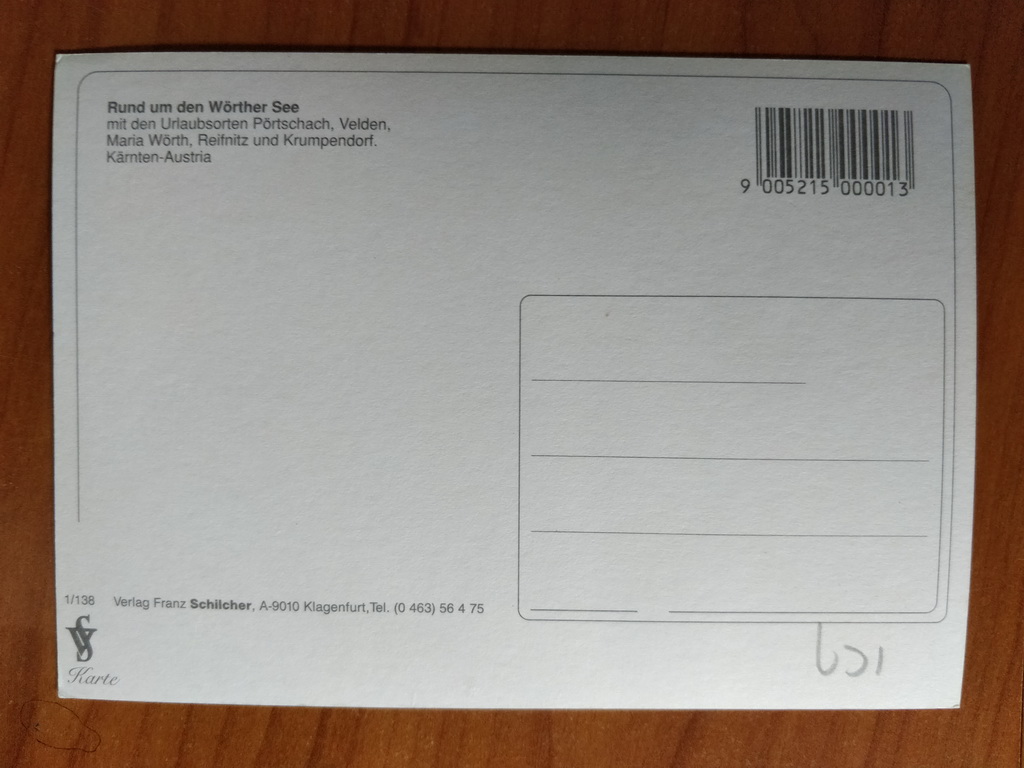 Rund um den Wörther See
mit den Urlaubsorten Pörtschach, Velden,
Maria Wörth, Reifnitz und Krumpendorf.
Kärnten-Austria
9 005215 000013
1/138 Verlag Franz Schilcher, A-9010 Klagenfurt,Tel. (0 463) 56 4 75
Karte